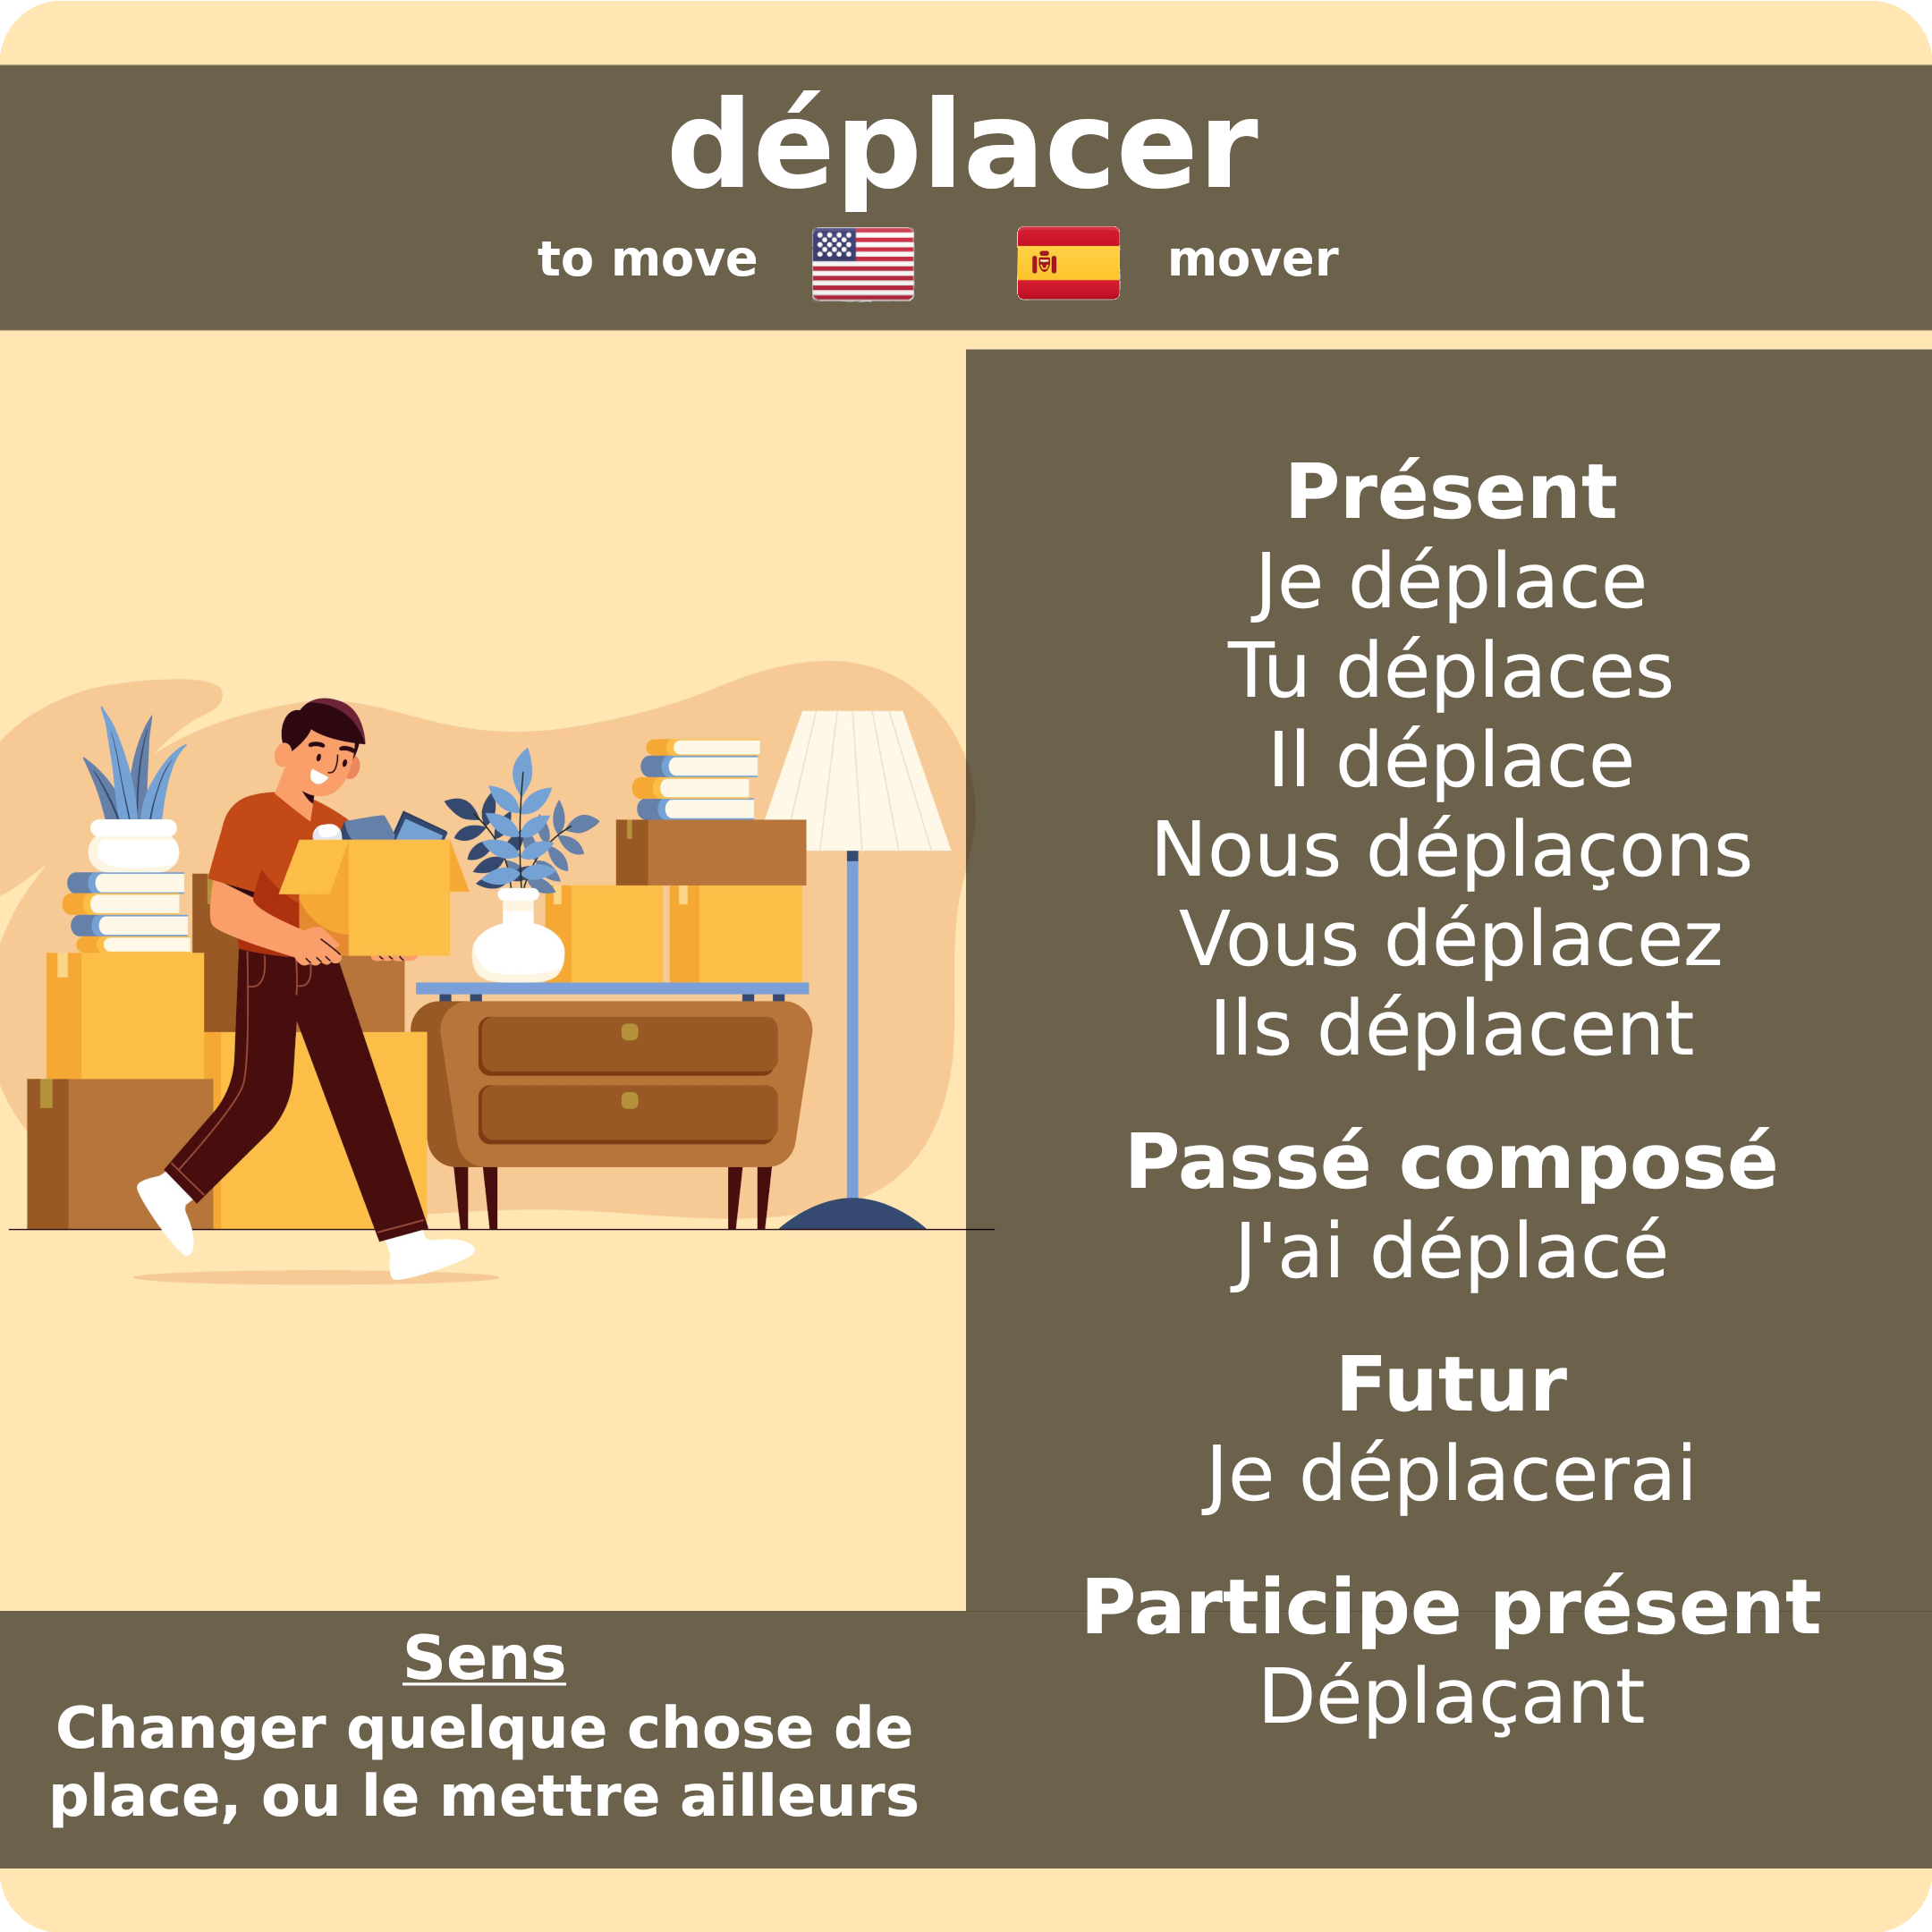 déplacer
to move mover
Présent
Je déplace
Tu déplaces
Il déplace
Nous déplaçons
Vous déplacez
Ils déplacent
Passé composé
J'ai déplacé
Futur
Je déplacerai
Participe présent
Déplaçant
Sens
Changer quelque chose de
place, ou le mettre ailleurs